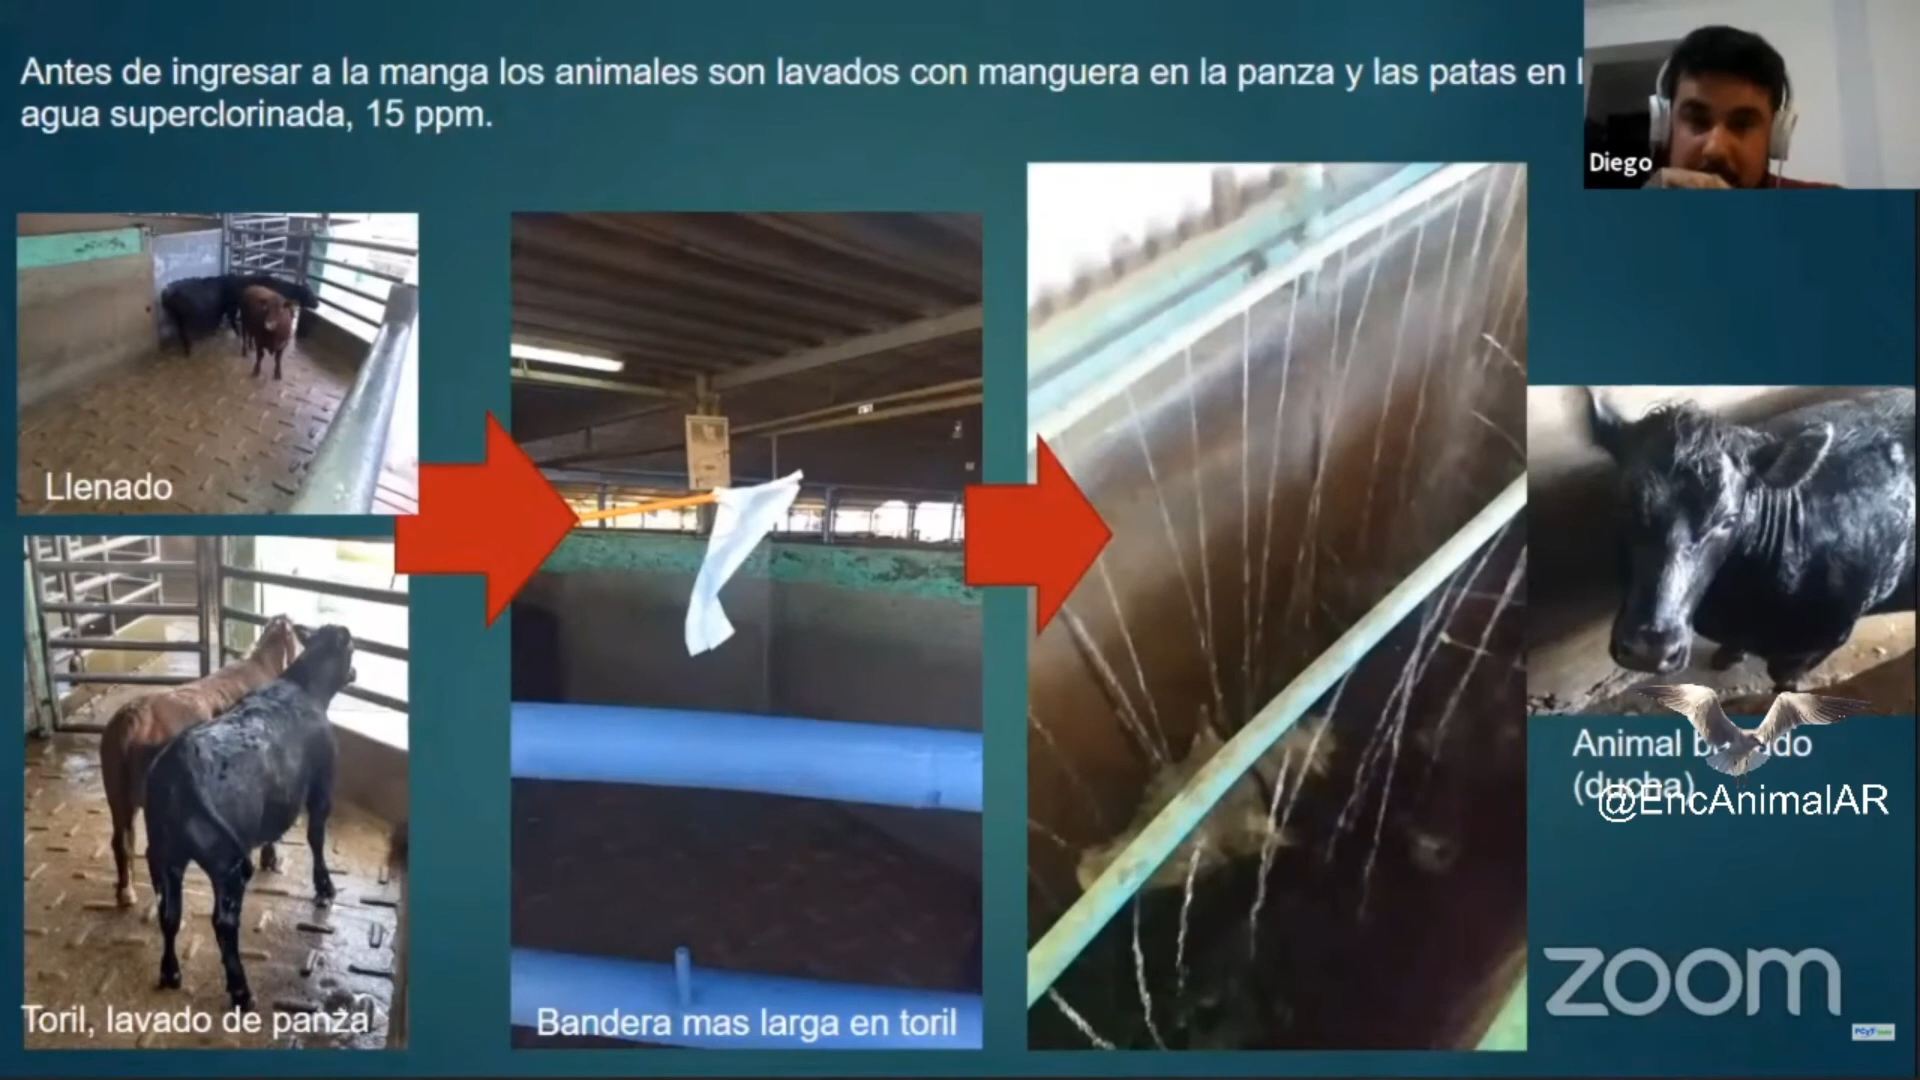 Antes de ingresar a la manga los animales son lavados con manguera en la panza y las patas en
agua superclorinada, 15 ppm.
Diego
Llenado
Toril, lavado de panza
Bandera mas larga en toril
Animal
(ducha)
@EncAnimalAR
zoom